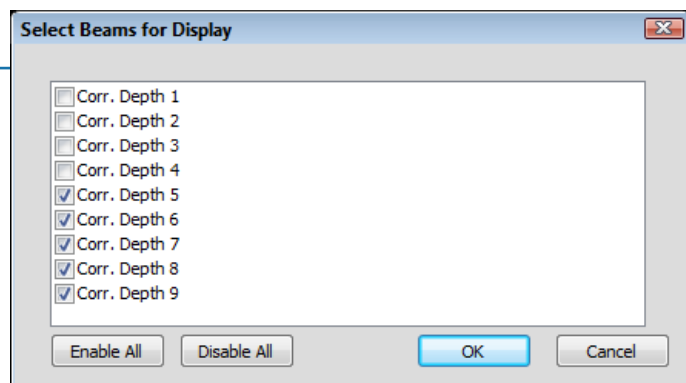 Select Beams for Display
Corr. Depth 1
Corr. Depth 2
Corr. Depth 3
Corr. Depth 4
Corr. Depth 5
Corr. Depth 6
Corr. Depth 7
Corr. Depth 8
Corr. Depth 9
Enable All Disable All OK Cancel